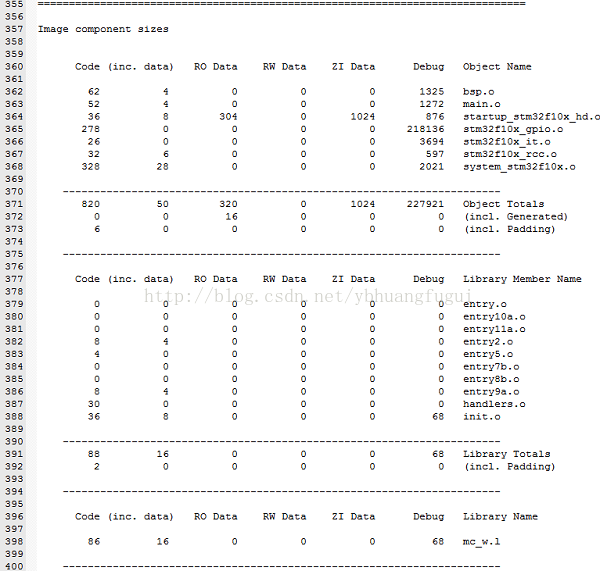 355 ==============================================================================
356
357 Image component sizes
358
359
360 Code (inc. data) RO Data RW Data ZI Data Debug Object Name
361
362 62 4 0 0 0 1325 bsp.o
363 52 4 0 0 0 1272 main.o
364 36 8 304 0 1024 876 startup_stm32f10x_hd.o
365 278 0 0 0 0 218136 stm32f10x_gpio.o
366 26 0 0 0 0 3694 stm32f10x_it.o
367 32 6 0 0 0 597 stm32f10x_rcc.o
368 328 28 0 0 0 2021 system_stm32f10x.o
369
370 ----------------------------------------------------------------------
371 820 50 320 0 1024 227921 Object Totals
372 0 0 16 0 0 0 (incl. Generated)
373 6 0 0 0 0 0 (incl. Padding)
374
375 ----------------------------------------------------------------------
376
377 Code (inc. data) RO Data RW Data ZI Data Debug Library Member Name
378
http://blog.csdn.net/ybhuangfugui
379 0 0 0 0 0 0 entry.o
380 0 0 0 0 0 0 entry10a.o
381 0 0 0 0 0 0 entry11a.o
382 8 4 0 0 0 0 entry2.o
383 4 0 0 0 0 0 entry5.o
384 0 0 0 0 0 0 entry7b.o
385 0 0 0 0 0 0 entry8b.o
386 8 4 0 0 0 0 entry9a.o
387 30 0 0 0 0 0 handlers.o
388 36 8 0 0 0 68 init.o
389
390 ----------------------------------------------------------------------
391 88 16 0 0 0 68 Library Totals
392 2 0 0 0 0 0 (incl. Padding)
393
394 ----------------------------------------------------------------------
395
396 Code (inc. data) RO Data RW Data ZI Data Debug Library Name
397
398 86 16 0 0 0 68 mc_w.l
399
400 ----------------------------------------------------------------------